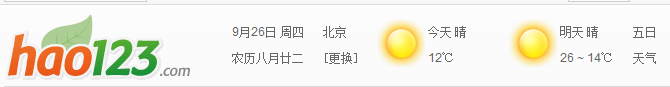 hao123.com
9月26日 周四 北京 今天 晴 明天 晴 五日
农历八月廿二 [更换] 12℃ 26 ~ 14℃ 天气